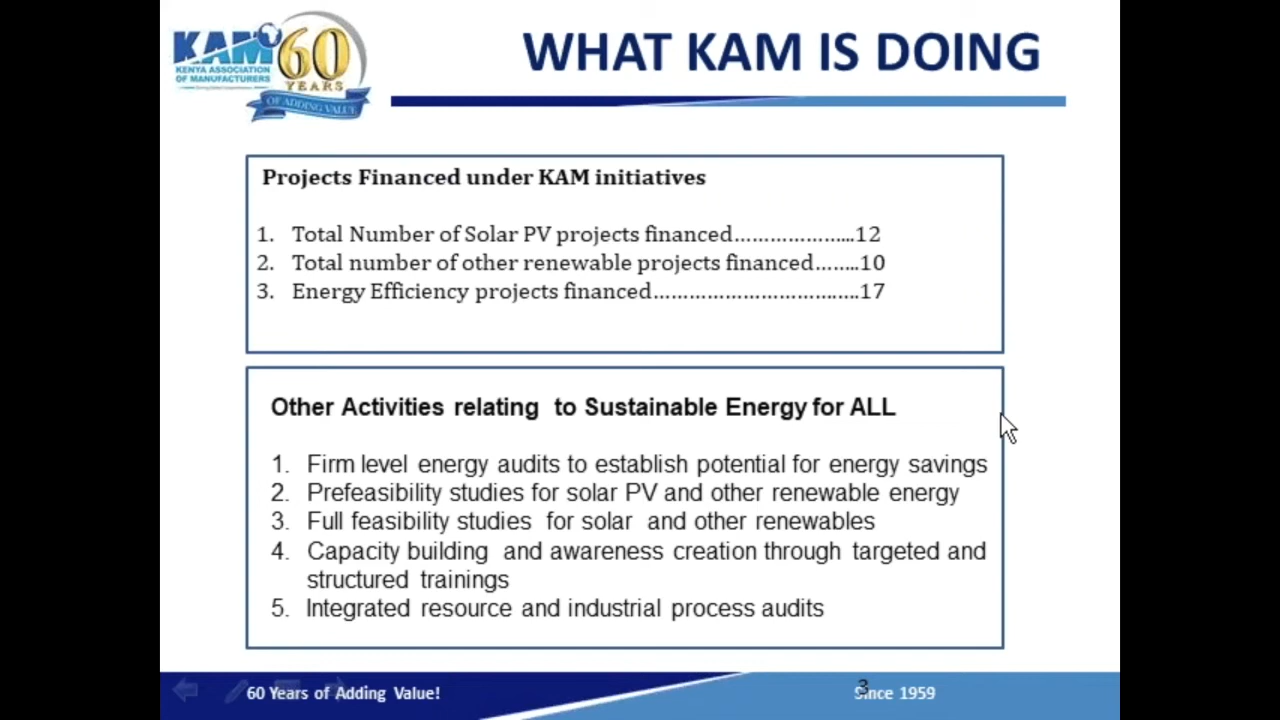 KAM 60
KENYA ASSOCIATION
OF MANUFACTURERS
YEARS
OF ADDING VALUE
WHAT KAM IS DOING
Projects Financed under KAM initiatives
1. Total Number of Solar PV projects financed………………...12
2. Total number of other renewable projects financed……..10
3. Energy Efficiency projects financed…………………………….…..17
Other Activities relating to Sustainable Energy for ALL
1. Firm level energy audits to establish potential for energy savings
2. Prefeasibility studies for solar PV and other renewable energy
3. Full feasibility studies for solar and other renewables
4. Capacity building and awareness creation through targeted and
structured trainings
5. Integrated resource and industrial process audits
60 Years of Adding Value!
3
Since 1959